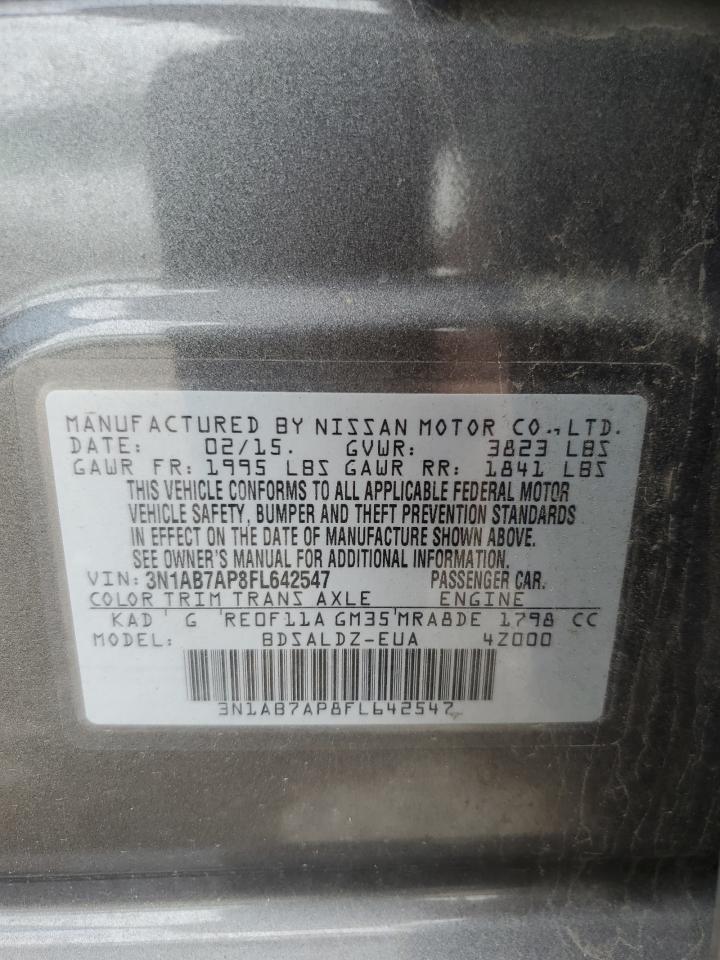 MANUFACTURED BY NISSAN MOTOR CO., LTD.
DATE: 02/15. GVWR: 3823 LBS
GAWR FR: 1995 LBS GAWR RR: 1841 LBS
THIS VEHICLE CONFORMS TO ALL APPLICABLE FEDERAL MOTOR
VEHICLE SAFETY, BUMPER AND THEFT PREVENTION STANDARDS
IN EFFECT ON THE DATE OF MANUFACTURE SHOWN ABOVE.
SEE OWNER'S MANUAL FOR ADDITIONAL INFORMATION.
VIN: 3N1AB7AP8FL642547 PASSENGER CAR.
COLOR TRIM TRANS AXLE ENGINE
KAD G RE0F11A GM35 MRA8DE 1798 CC
MODEL: BDSALDZ-EUA 4Z000
3N1AB7AP8FL642547